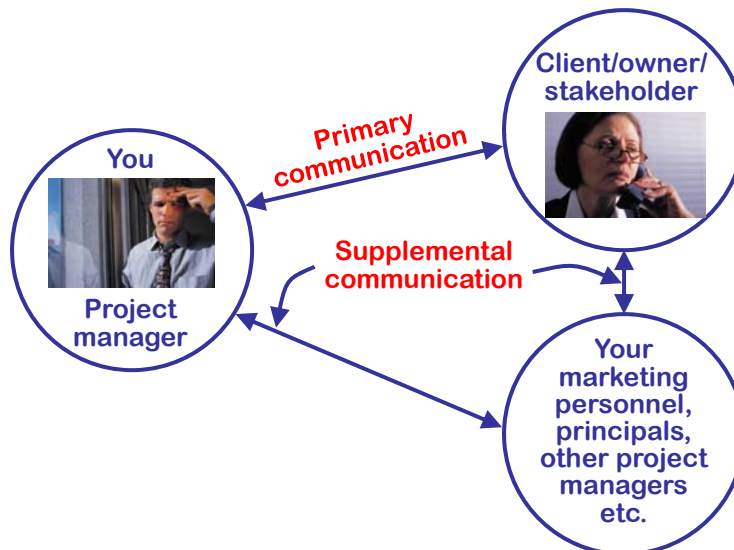 You
Project
manager
Primary
communication
Client/owner/
stakeholder
Supplemental
communication
Your
marketing
personnel,
principals,
other project
managers
etc.